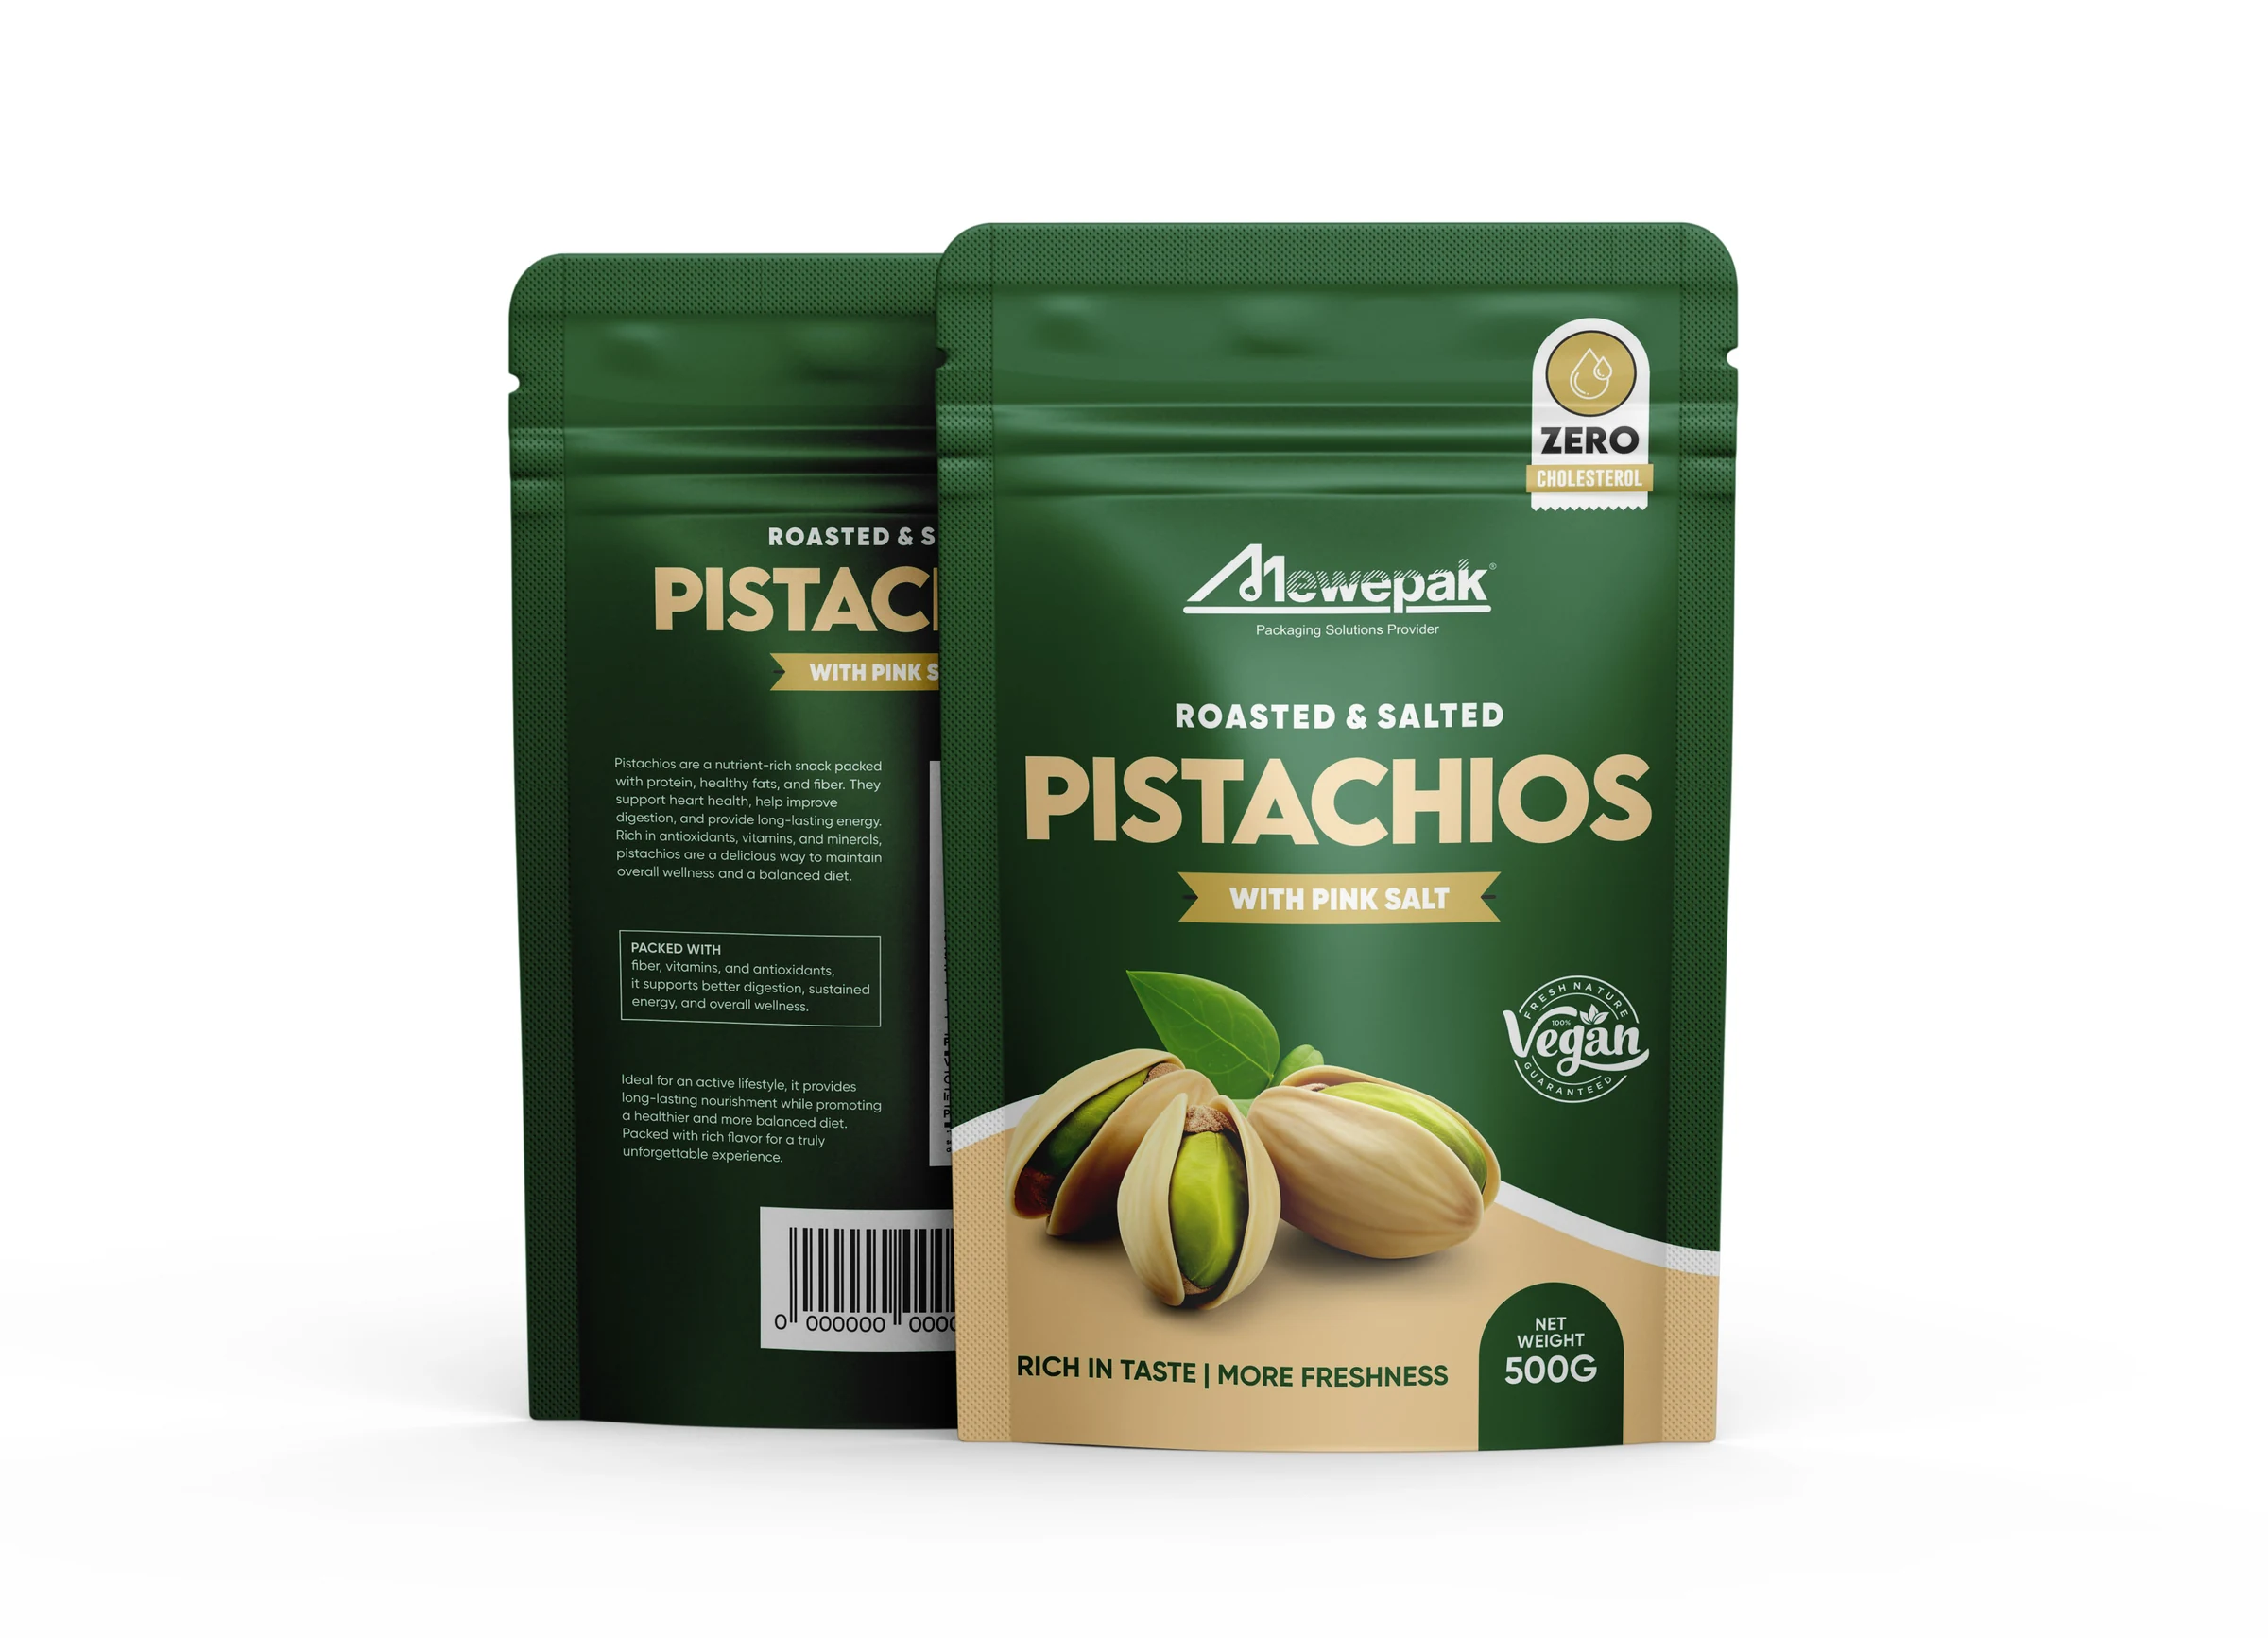 ROASTED & S
PISTACH
WITH PINK S
Pistachios are a nutrient-rich snack packed
with protein, healthy fats, and fiber. They
support heart health, help improve
digestion, and provide long-lasting energy.
Rich in antioxidants, vitamins, and minerals,
pistachios are a delicious way to maintain
overall wellness and a balanced diet.
PACKED WITH
fiber, vitamins, and antioxidants,
it supports better digestion, sustained
energy, and overall wellness.
Ideal for an active lifestyle, it provides
long-lasting nourishment while promoting
a healthier and more balanced diet.
Packed with rich flavor for a truly
unforgettable experience.
0 000000 000
ZERO
CHOLESTEROL
Mewepak®
Packaging Solutions Provider
ROASTED & SALTED
PISTACHIOS
WITH PINK SALT
FRESH NATURE
100%
Vegan
GUARANTEED
RICH IN TASTE | MORE FRESHNESS
NET
WEIGHT
500G